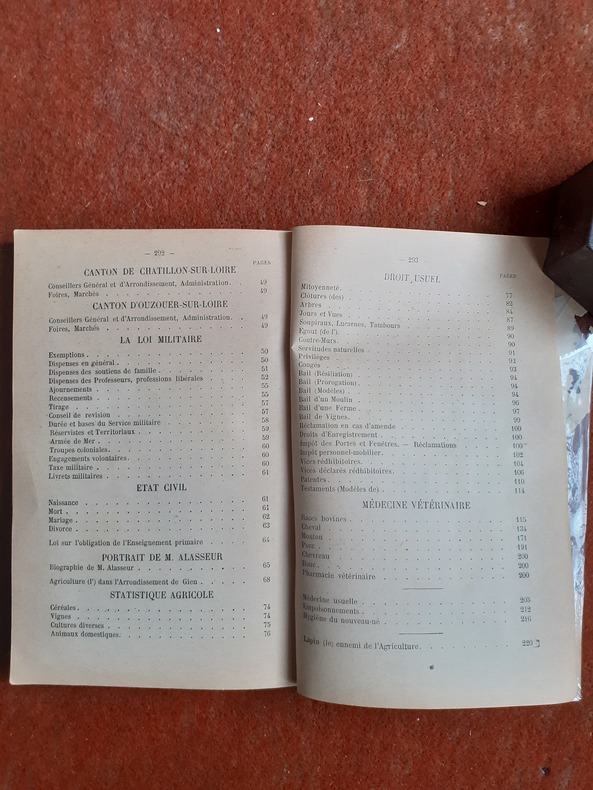 — 292 —
PAGES
CANTON DE CHATILLON-SUR-LOIRE
Conseillers Général et d'Arrondissement, Administration. . 49
Foires, Marchés . . . . . . . . . . . 49
CANTON D'OUZOUER-SUR-LOIRE
Conseillers Général et d'Arrondissement, Administration. . 49
Foires, Marchés . . . . . . . . . . . 49
LA LOI MILITAIRE
Exemptions . . . . . . . . . . . 50
Dispenses en général . . . . . . . . . . . 50
Dispenses des soutiens de famille . . . . . . . . 51
Dispenses des Professeurs, professions libérales . . . . 52
Ajournements . . . . . . . . . . . 55
Recensements . . . . . . . . . . . 55
Tirage . . . . . . . . . . . 57
Conseil de revision . . . . . . . . . . . 57
Durée et bases du Service militaire . . . . . . . 58
Réservistes et Territoriaux . . . . . . . . . 59
Armée de Mer . . . . . . . . . . . 59
Troupes coloniales . . . . . . . . . . . 60
Engagements volontaires . . . . . . . . . . 60
Taxe militaire . . . . . . . . . . . 60
Livrets militaires . . . . . . . . . . . 61
ETAT CIVIL
Naissance . . . . . . . . . . . 61
Mort . . . . . . . . . . . 61
Mariage . . . . . . . . . . . 62
Divorce . . . . . . . . . . . 63
Loi sur l'obligation de l'Enseignement primaire . . . . 64
PORTRAIT DE M. ALASSEUR
Biographie de M. Alasseur . . . . . . . . . 65
Agriculture (l') dans l'Arrondissement de Gien . . . . . 68
STATISTIQUE AGRICOLE
Céréales . . . . . . . . . . . 74
Vignes . . . . . . . . . . . 74
Cultures diverses . . . . . . . . . . . 75
Animaux domestiques . . . . . . . . . . . 76
— 293 —
DROIT USUEL
PAGES
Mitoyenneté . . . . . . . . . . . 77
Clôtures (des) . . . . . . . . . . . 82
Arbres . . . . . . . . . . . 84
Jours et Vues . . . . . . . . . . . 87
Soupiraux, Lucarnes, Tambours . . . . . . . . 89
Egout (de l') . . . . . . . . . . . 90
Contre-Murs . . . . . . . . . . . 90
Servitudes naturelles . . . . . . . . . . . 91
Privilèges . . . . . . . . . . . 91
Congés . . . . . . . . . . . 93
Bail (Résiliation) . . . . . . . . . . . 94
Bail (Prorogation) . . . . . . . . . . . 94
Bail (Modèles) . . . . . . . . . . . 94
Bail d'un Moulin . . . . . . . . . . . 96
Bail d'une Ferme . . . . . . . . . . . 97
Bail de Vignes . . . . . . . . . . . 99
Réclamation en cas d'amende . . . . . . . . . 100
Droits d'Enregistrement . . . . . . . . . . 100
Impôt des Portes et Fenêtres. — Réclamations . . . . 100
Impôt personnel-mobilier . . . . . . . . . . 102
Vices rédhibitoires . . . . . . . . . . . 104
Vices déclarés rédhibitoires . . . . . . . . . 106
Patentes . . . . . . . . . . . 110
Testaments (Modèles de) . . . . . . . . . . 114
MÉDECINE VÉTÉRINAIRE
Races bovines . . . . . . . . . . . 115
Cheval . . . . . . . . . . . 134
Mouton . . . . . . . . . . . 171
Porc . . . . . . . . . . . 191
Chevreau . . . . . . . . . . . 200
Bouc . . . . . . . . . . . 200
Pharmacie vétérinaire . . . . . . . . . . 200
Médecine usuelle . . . . . . . . . . . 205
Empoisonnements . . . . . . . . . . . 212
Hygiène du nouveau-né . . . . . . . . . . 216
Lapin (le) ennemi de l'Agriculture . . . . . . . 220